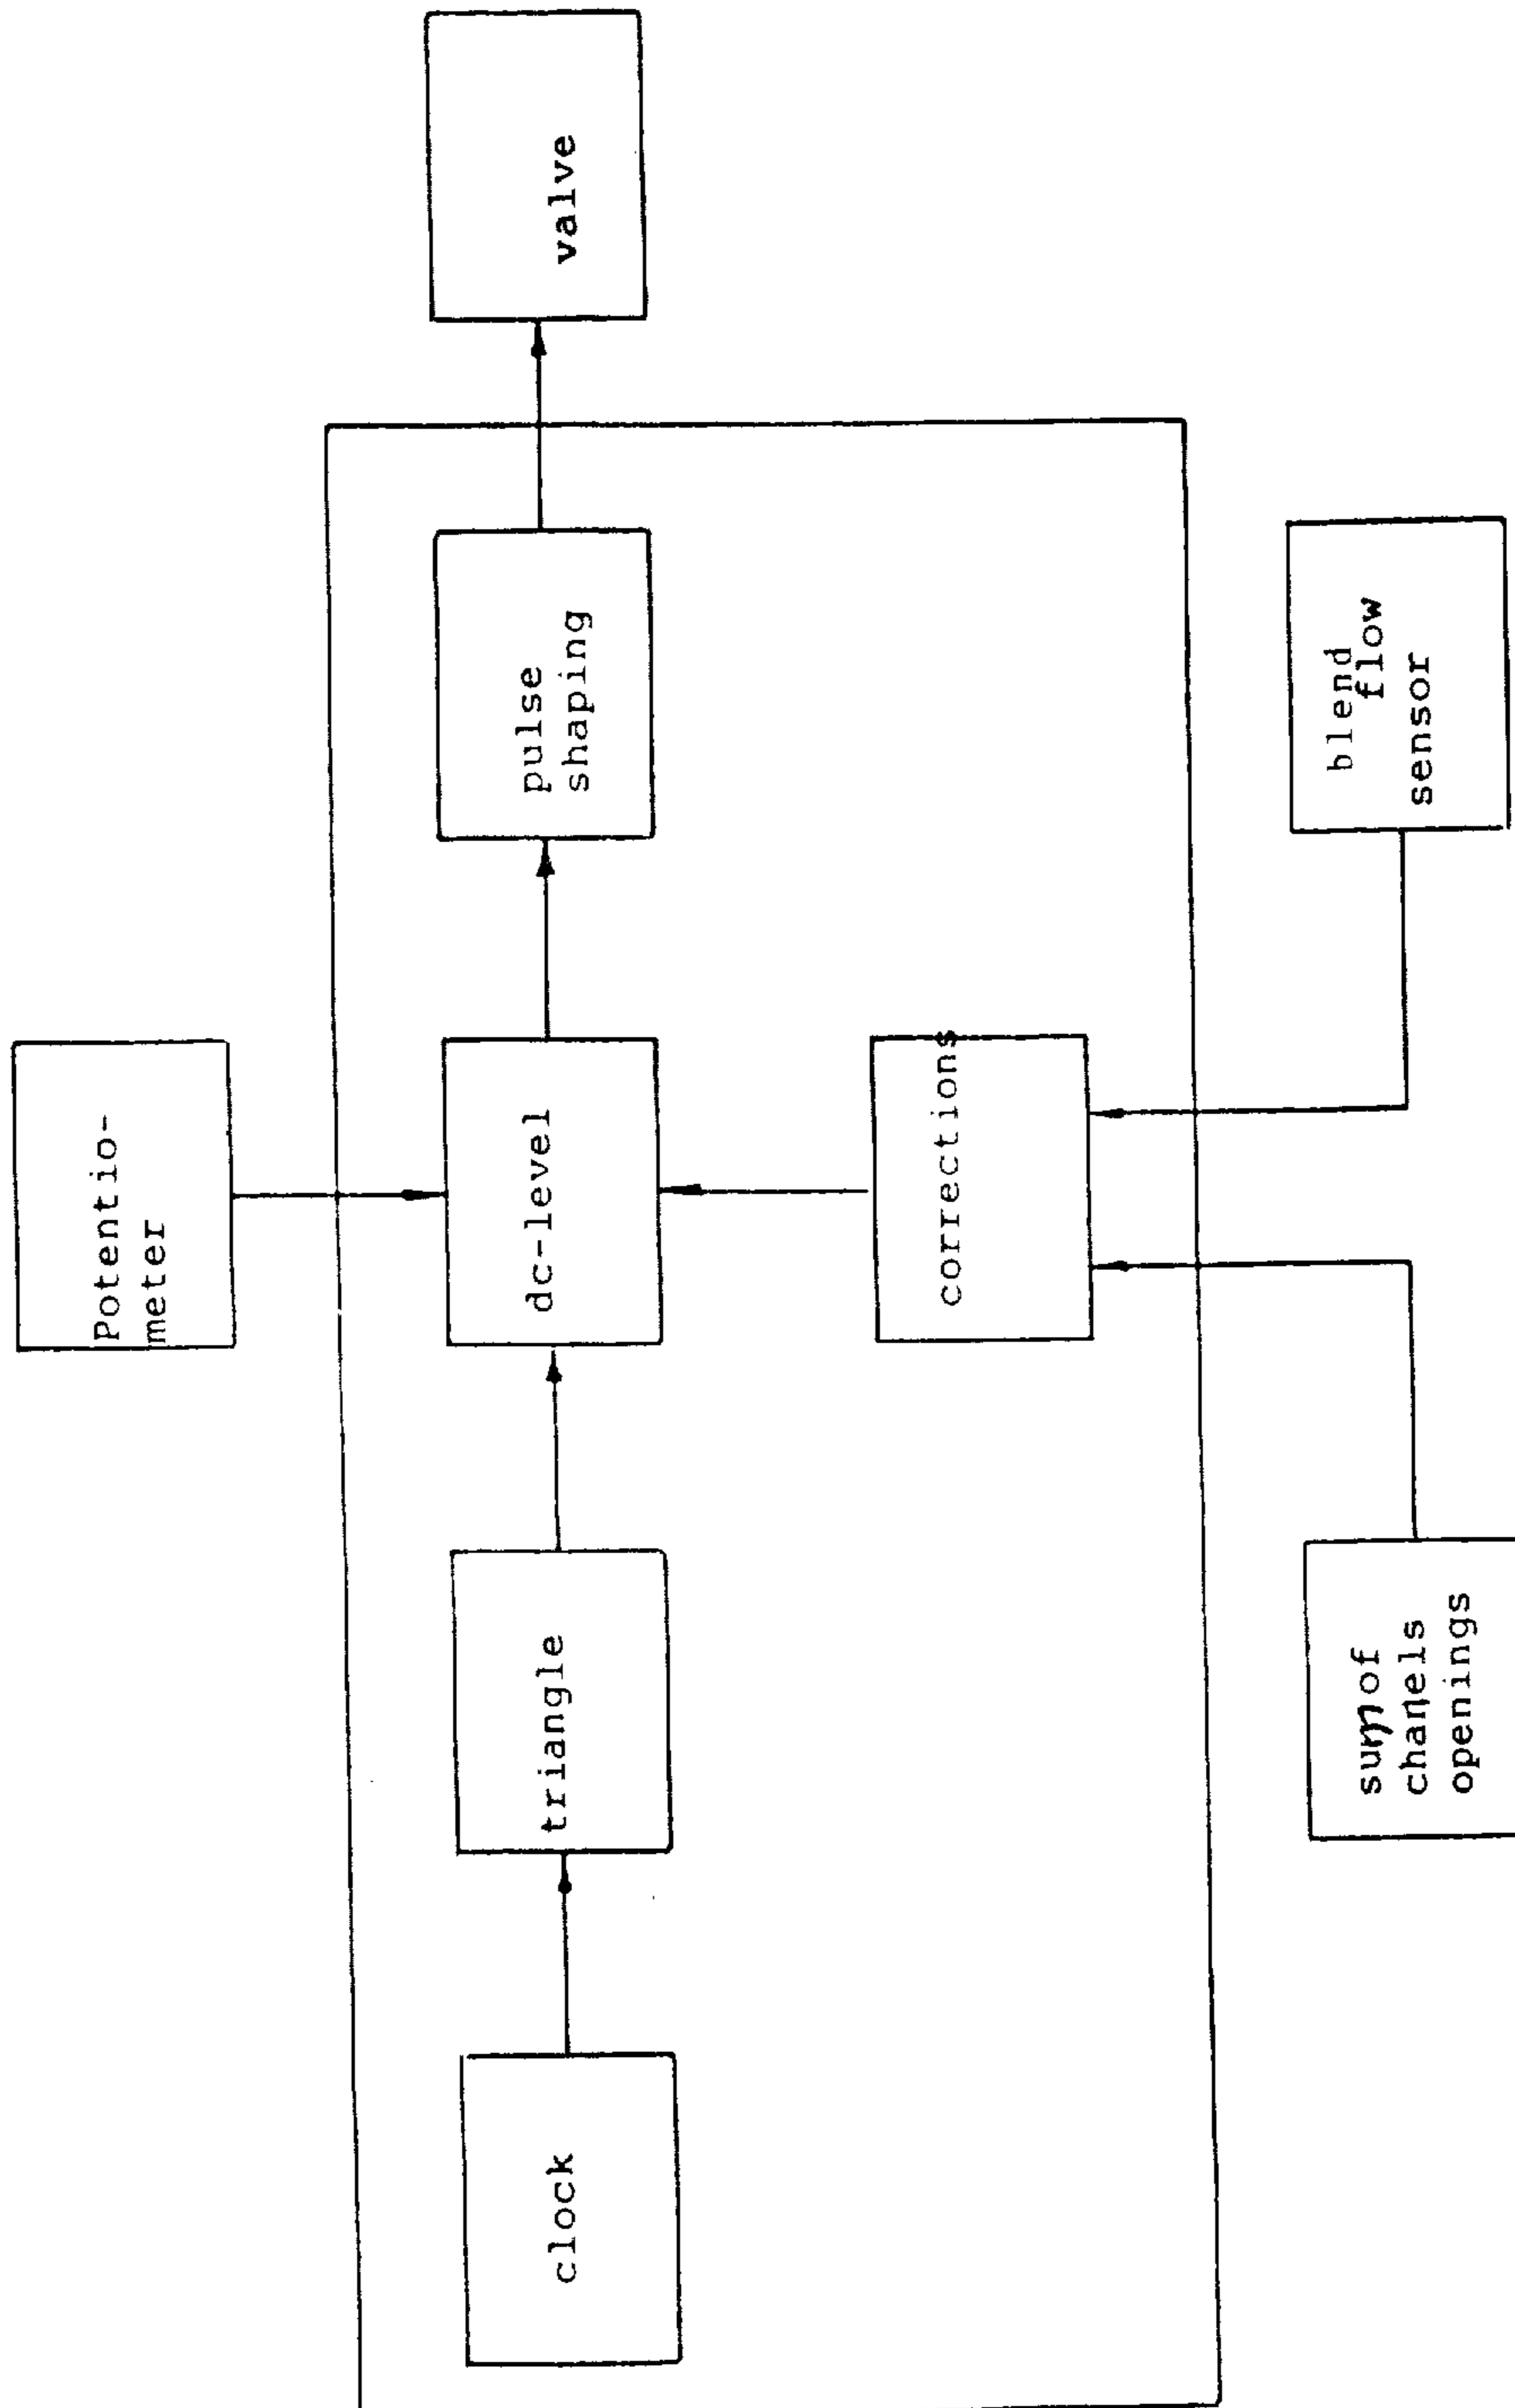 Potentio-
meter
clock
triangle
dc-level
pulse
shaping
valve
corrections
sum of
chanels
openings
blend
flow
sensor